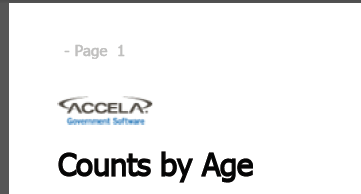 - Page 1
ACCELA
Government Software
Counts by Age